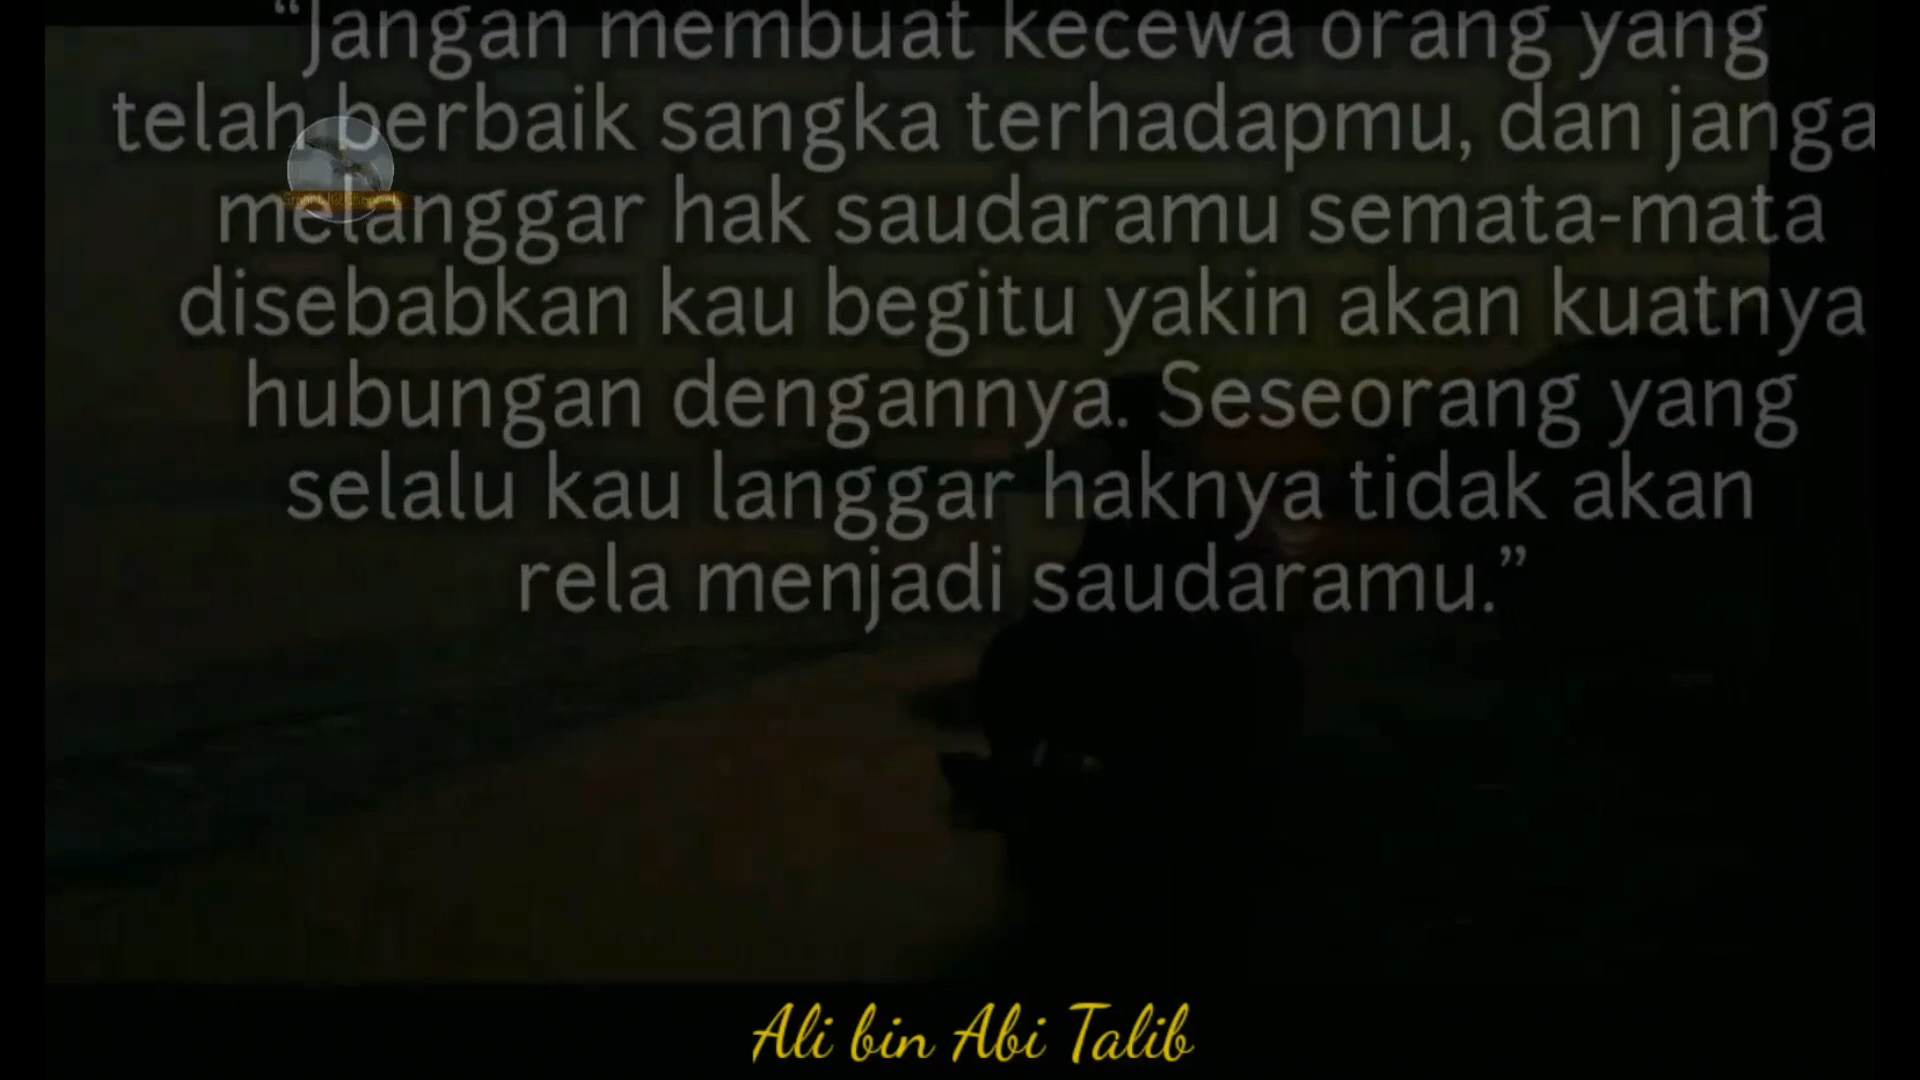 “Jangan membuat kecewa orang yang
telah berbaik sangka terhadapmu, dan janga
melanggar hak saudaramu semata-mata
disebabkan kau begitu yakin akan kuatnya
hubungan dengannya. Seseorang yang
selalu kau langgar haknya tidak akan
rela menjadi saudaramu.”
Ali bin Abi Talib